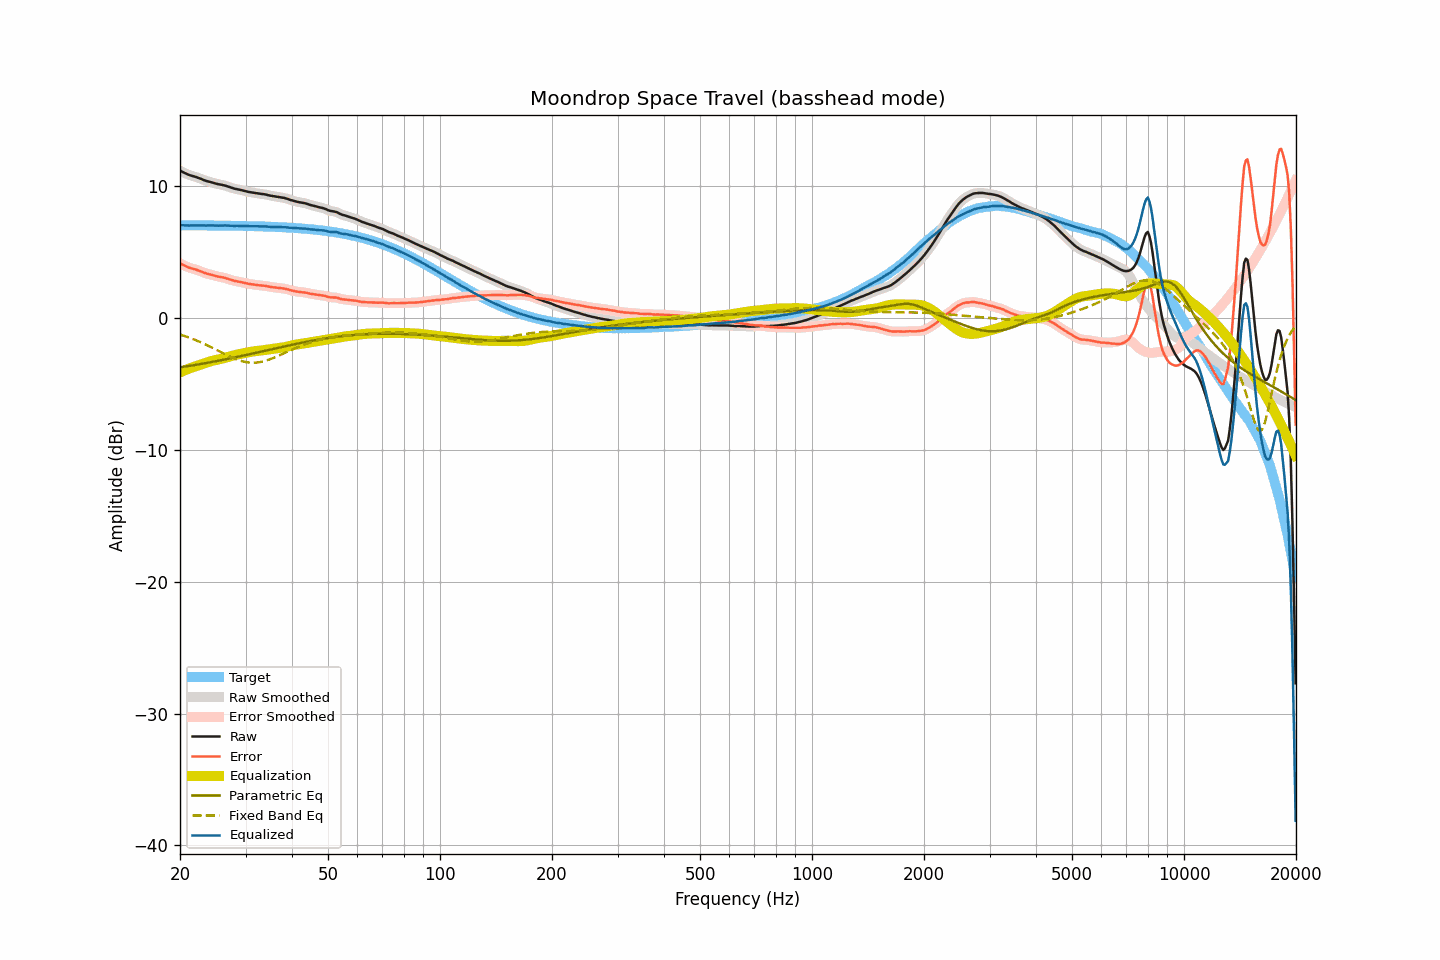 Moondrop Space Travel (basshead mode)
10
0
−10
−20
−30
−40
Amplitude (dBr)
Target
Raw Smoothed
Error Smoothed
Raw
Error
Equalization
Parametric Eq
Fixed Band Eq
Equalized
20 50 100 200 500 1000 2000 5000 10000 20000
Frequency (Hz)